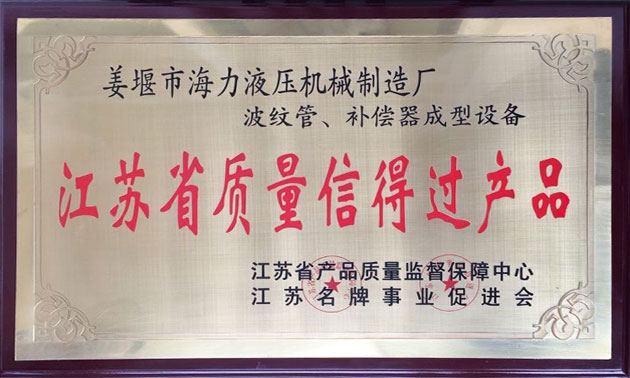 姜堰市海力液压机械制造厂
波纹管、补偿器成型设备
江苏省质量信得过产品
江苏省产品质量监督保障中心
江苏名牌事业促进会